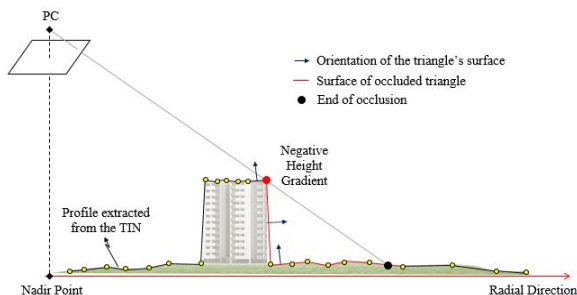 PC
Orientation of the triangle's surface
Surface of occluded triangle
End of occlusion
Negative
Height
Gradient
Profile extracted
from the TIN
Nadir Point
Radial Direction